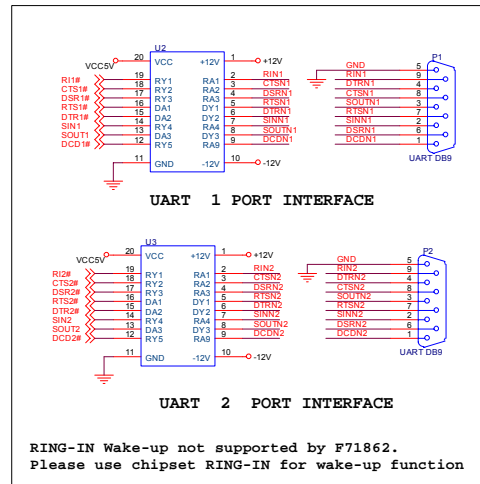 U2
VCC5V
20 VCC +12V 1 +12V
RI1# 19 RY1 RA1 2 RIN1
CTS1# 18 RY2 RA2 3 CTSN1
DSR1# 17 RY3 RA3 4 DSRN1
RTS1# 16 DA1 DY1 5 RTSN1
DTR1# 15 DA2 DY2 6 DTRN1
SIN1 14 RY4 RA4 7 SINN1
SOUT1 13 DA3 DY3 8 SOUTN1
DCD1# 12 RY5 RA9 9 DCDN1
11 GND -12V 10 -12V
P1
GND 5
RIN1 9
DTRN1 4
CTSN1 8
SOUTN1 3
RTSN1 7
SINN1 2
DSRN1 6
DCDN1 1
UART DB9
UART 1 PORT INTERFACE
U3
VCC5V
20 VCC +12V 1 +12V
RI2# 19 RY1 RA1 2 RIN2
CTS2# 18 RY2 RA2 3 CTSN2
DSR2# 17 RY3 RA3 4 DSRN2
RTS2# 16 DA1 DY1 5 RTSN2
DTR2# 15 DA2 DY2 6 DTRN2
SIN2 14 RY4 RA4 7 SINN2
SOUT2 13 DA3 DY3 8 SOUTN2
DCD2# 12 RY5 RA9 9 DCDN2
11 GND -12V 10 -12V
P2
GND 5
RIN2 9
DTRN2 4
CTSN2 8
SOUTN2 3
RTSN2 7
SINN2 2
DSRN2 6
DCDN2 1
UART DB9
UART 2 PORT INTERFACE
RING-IN Wake-up not supported by F71862.
Please use chipset RING-IN for wake-up function